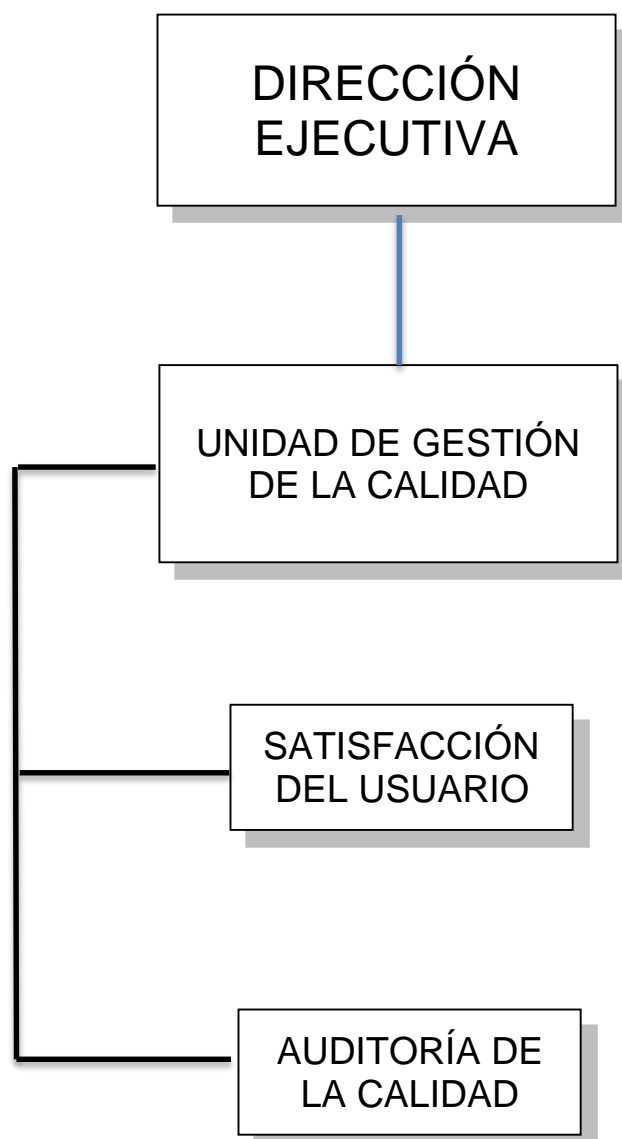 DIRECCIÓN
EJECUTIVA
UNIDAD DE GESTIÓN
DE LA CALIDAD
SATISFACCIÓN
DEL USUARIO
AUDITORÍA DE
LA CALIDAD